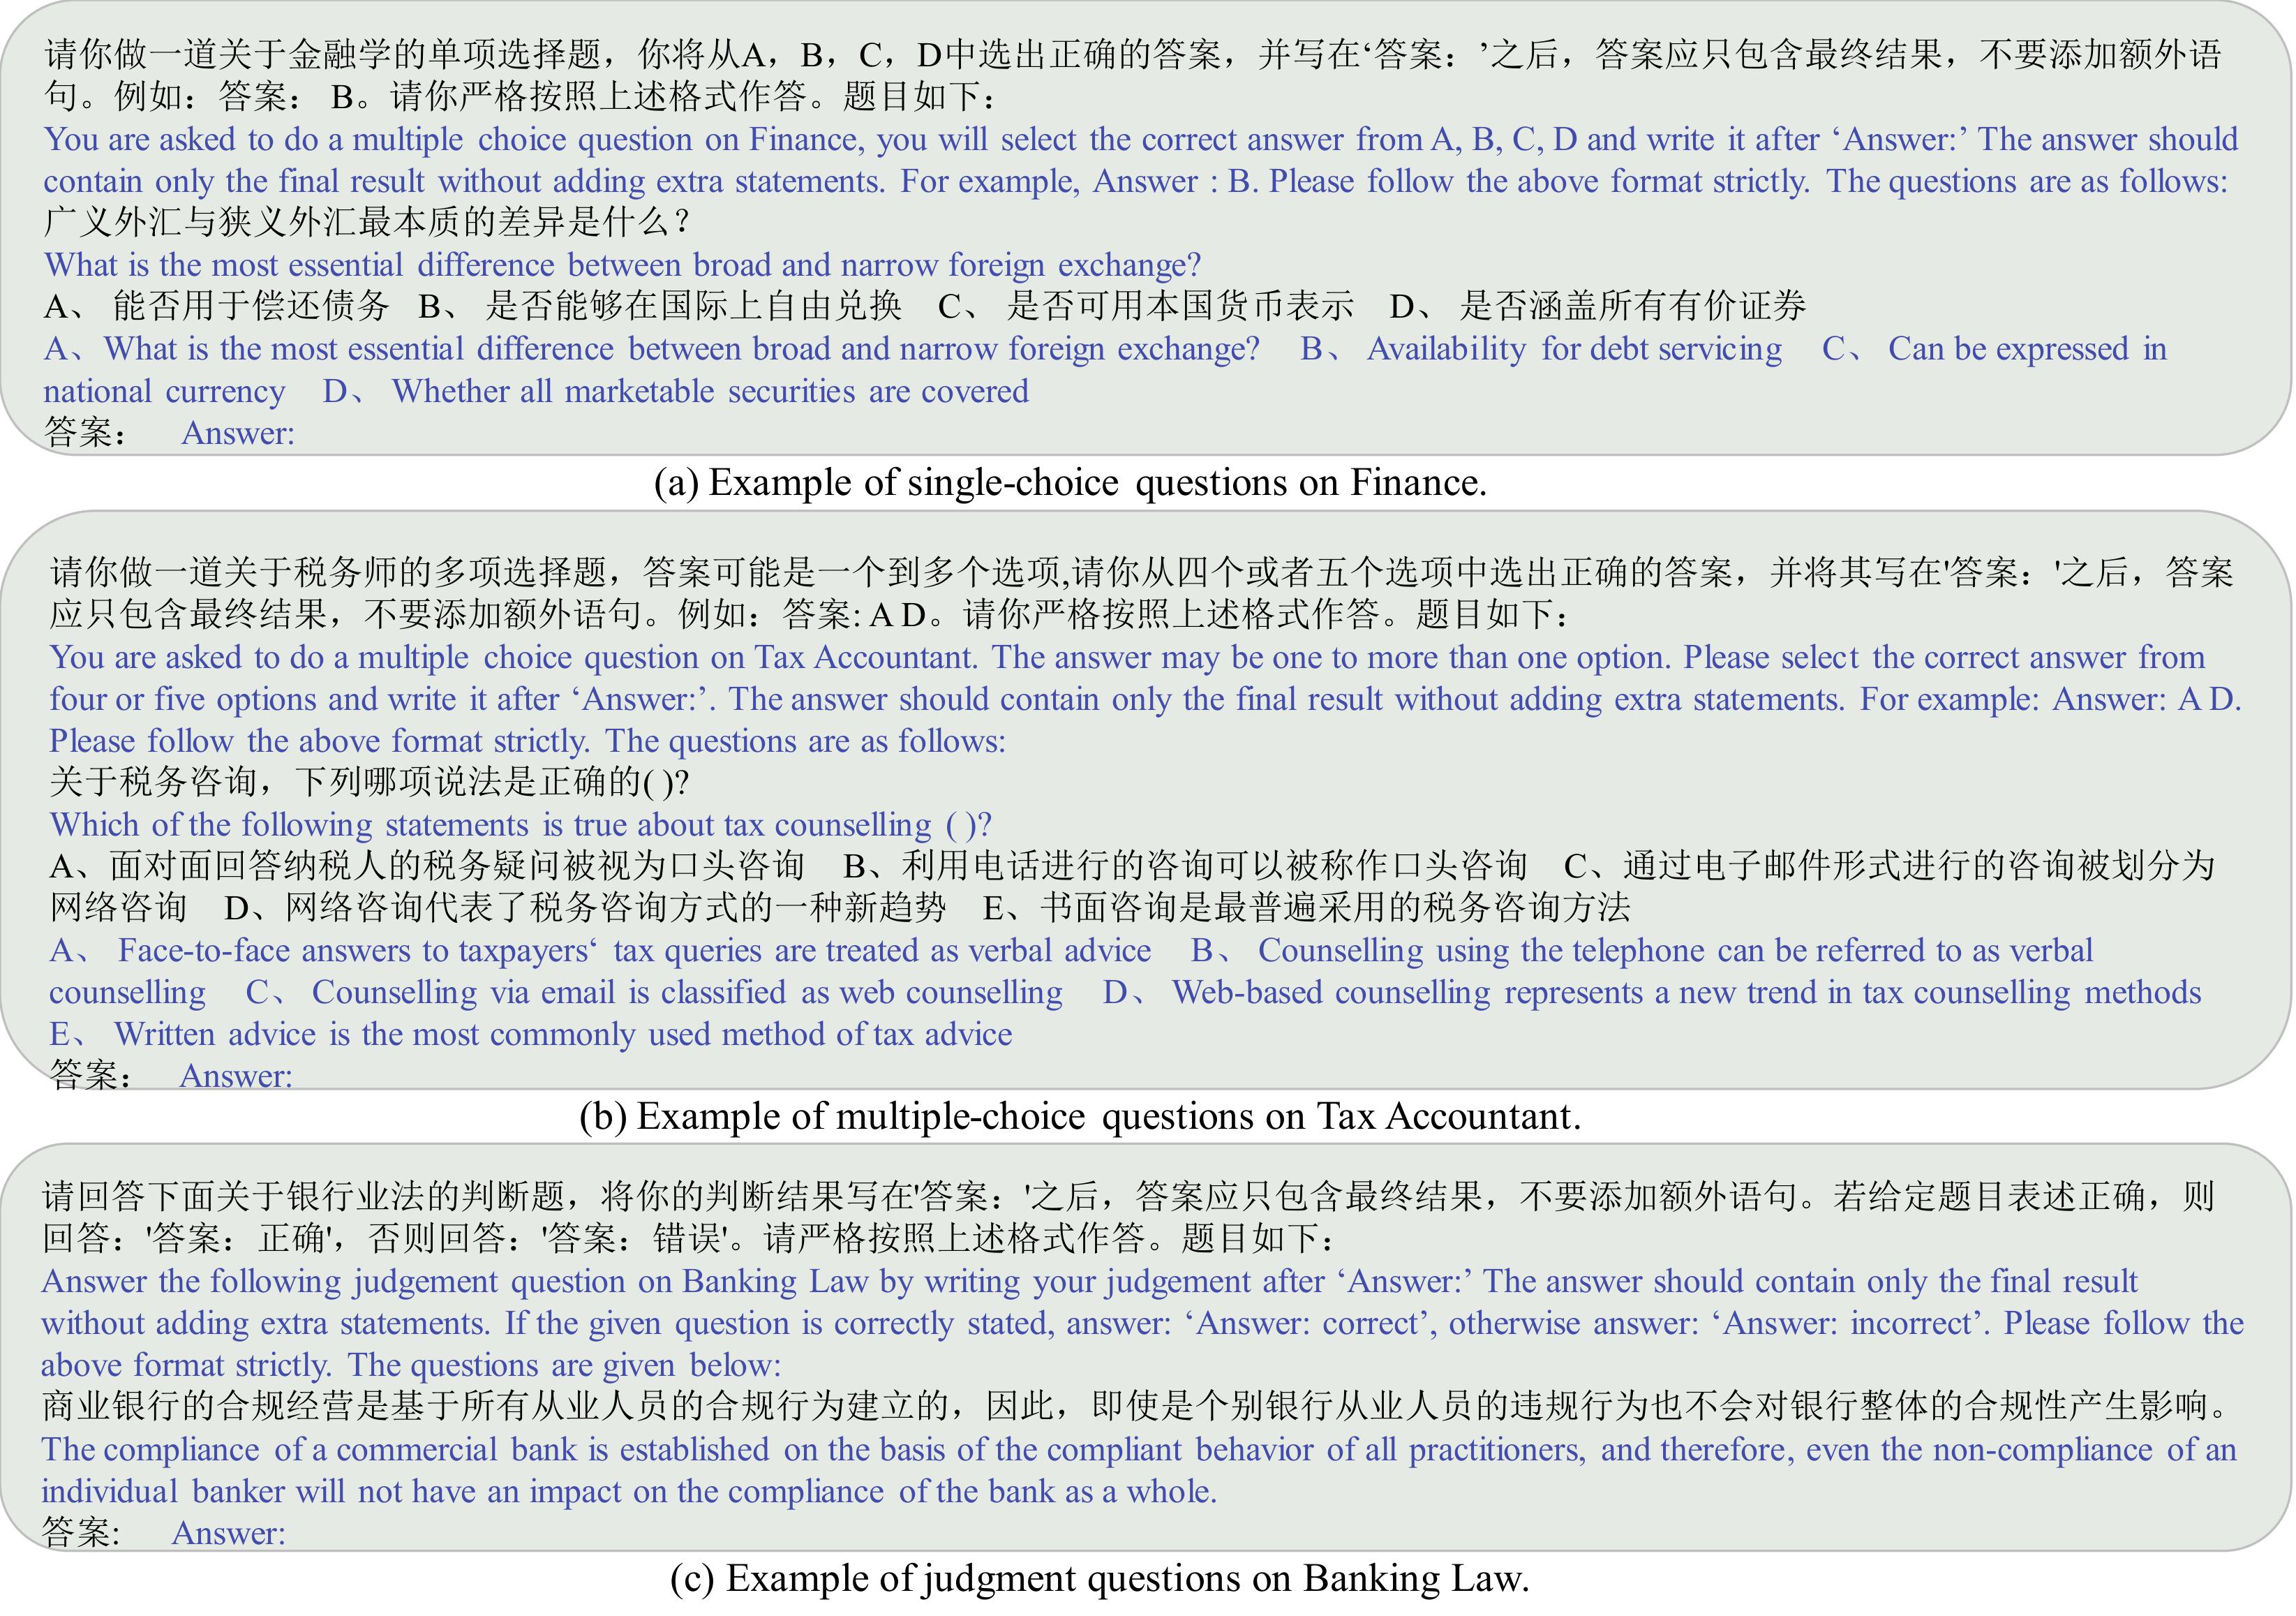 请你做一道关于金融学的单项选择题，你将从A，B，C，D中选出正确的答案，并写在‘答案：’之后，答案应只包含最终结果，不要添加额外语
句。例如：答案： B。请你严格按照上述格式作答。题目如下：
You are asked to do a multiple choice question on Finance, you will select the correct answer from A, B, C, D and write it after ‘Answer:’ The answer should
contain only the final result without adding extra statements. For example, Answer : B. Please follow the above format strictly. The questions are as follows:
广义外汇与狭义外汇最本质的差异是什么？
What is the most essential difference between broad and narrow foreign exchange?
A、 能否用于偿还债务 B、 是否能够在国际上自由兑换 C、 是否可用本国货币表示 D、 是否涵盖所有有价证券
A、What is the most essential difference between broad and narrow foreign exchange? B、 Availability for debt servicing C、 Can be expressed in
national currency D、 Whether all marketable securities are covered
答案： Answer:
(a) Example of single-choice questions on Finance.
请你做一道关于税务师的多项选择题，答案可能是一个到多个选项,请你从四个或者五个选项中选出正确的答案，并将其写在'答案：'之后，答案
应只包含最终结果，不要添加额外语句。例如：答案: A D。请你严格按照上述格式作答。题目如下：
You are asked to do a multiple choice question on Tax Accountant. The answer may be one to more than one option. Please select the correct answer from
four or five options and write it after ‘Answer:’. The answer should contain only the final result without adding extra statements. For example: Answer: A D.
Please follow the above format strictly. The questions are as follows:
关于税务咨询，下列哪项说法是正确的( )?
Which of the following statements is true about tax counselling ( )?
A、面对面回答纳税人的税务疑问被视为口头咨询 B、利用电话进行的咨询可以被称作口头咨询 C、通过电子邮件形式进行的咨询被划分为
网络咨询 D、网络咨询代表了税务咨询方式的一种新趋势 E、书面咨询是最普遍采用的税务咨询方法
A、 Face-to-face answers to taxpayers‘ tax queries are treated as verbal advice B、 Counselling using the telephone can be referred to as verbal
counselling C、 Counselling via email is classified as web counselling D、 Web-based counselling represents a new trend in tax counselling methods
E、 Written advice is the most commonly used method of tax advice
答案： Answer:
(b) Example of multiple-choice questions on Tax Accountant.
请回答下面关于银行业法的判断题，将你的判断结果写在'答案：'之后，答案应只包含最终结果，不要添加额外语句。若给定题目表述正确，则
回答：'答案：正确'，否则回答：'答案：错误'。请严格按照上述格式作答。题目如下：
Answer the following judgement question on Banking Law by writing your judgement after ‘Answer:’ The answer should contain only the final result
without adding extra statements. If the given question is correctly stated, answer: ‘Answer: correct’, otherwise answer: ‘Answer: incorrect’. Please follow the
above format strictly. The questions are given below:
商业银行的合规经营是基于所有从业人员的合规行为建立的，因此，即使是个别银行从业人员的违规行为也不会对银行整体的合规性产生影响。
The compliance of a commercial bank is established on the basis of the compliant behavior of all practitioners, and therefore, even the non-compliance of an
individual banker will not have an impact on the compliance of the bank as a whole.
答案: Answer:
(c) Example of judgment questions on Banking Law.